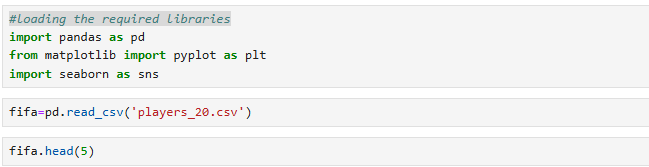 #loading the required libraries
import pandas as pd
from matplotlib import pyplot as plt
import seaborn as sns
fifa=pd.read_csv('players_20.csv')
fifa.head(5)